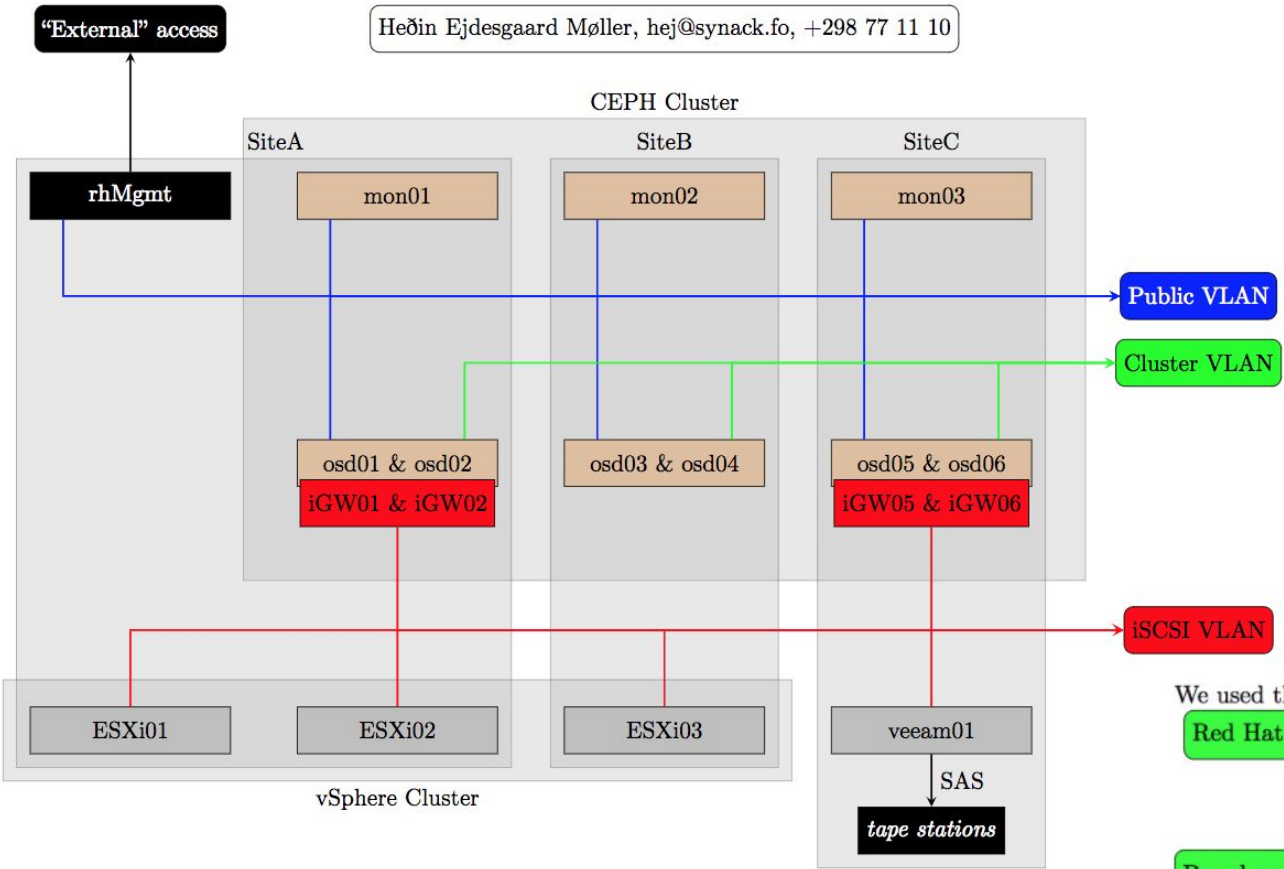 “External” access
Heðin Ejdesgaard Møller, hej@synack.fo, +298 77 11 10
CEPH Cluster
SiteA
SiteB
SiteC
rhMgmt
mon01
mon02
mon03
Public VLAN
Cluster VLAN
osd01 & osd02
osd03 & osd04
osd05 & osd06
iGW01 & iGW02
iGW05 & iGW06
iSCSI VLAN
We used
Red Hat
ESXi01
ESXi02
ESXi03
veeam01
SAS
vSphere Cluster
tape stations